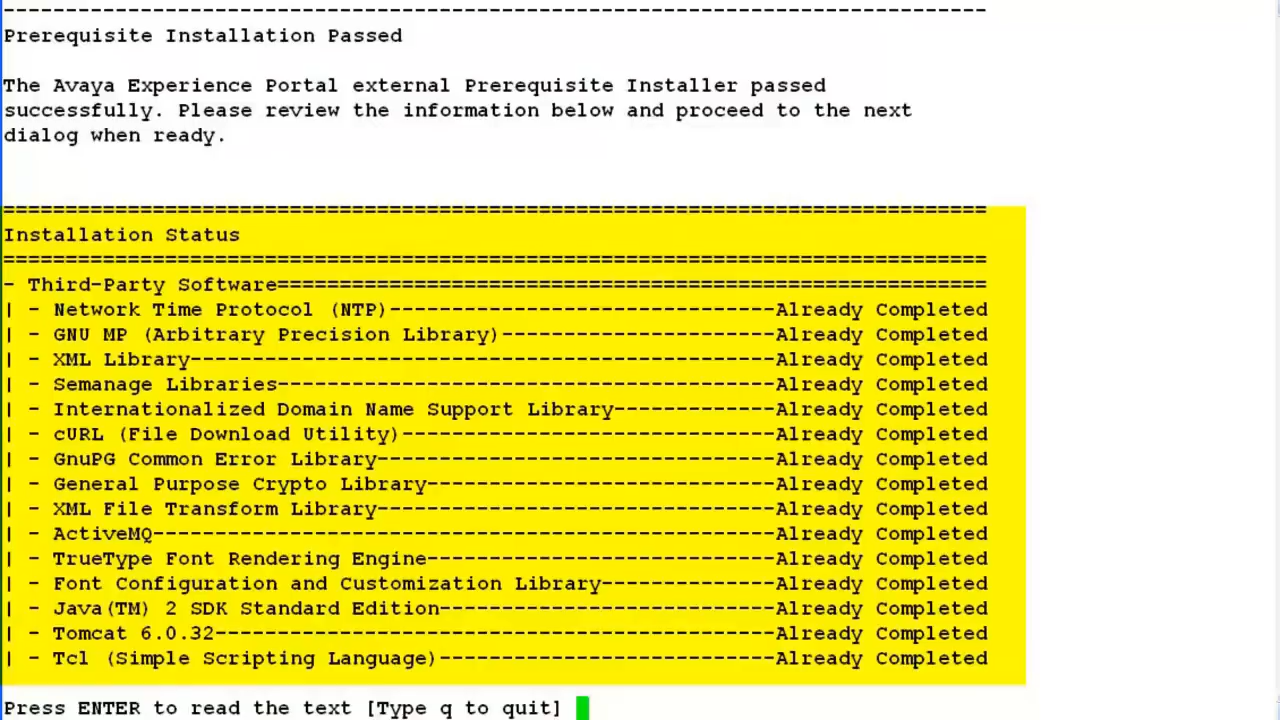 --------------------------------------------------------------------------------
Prerequisite Installation Passed
The Avaya Experience Portal external Prerequisite Installer passed
successfully. Please review the information below and proceed to the next
dialog when ready.
===============================================================================
Installation Status
===============================================================================
- Third-Party Software=========================================================
| - Network Time Protocol (NTP)-------------------------------Already Completed
| - GNU MP (Arbitrary Precision Library)----------------------Already Completed
| - XML Library-----------------------------------------------Already Completed
| - Semanage Libraries----------------------------------------Already Completed
| - Internationalized Domain Name Support Library-------------Already Completed
| - cURL (File Download Utility)------------------------------Already Completed
| - GnuPG Common Error Library--------------------------------Already Completed
| - General Purpose Crypto Library----------------------------Already Completed
| - XML File Transform Library--------------------------------Already Completed
| - ActiveMQ--------------------------------------------------Already Completed
| - TrueType Font Rendering Engine----------------------------Already Completed
| - Font Configuration and Customization Library--------------Already Completed
| - Java(TM) 2 SDK Standard Edition---------------------------Already Completed
| - Tomcat 6.0.32---------------------------------------------Already Completed
| - Tcl (Simple Scripting Language)---------------------------Already Completed
Press ENTER to read the text [Type q to quit]